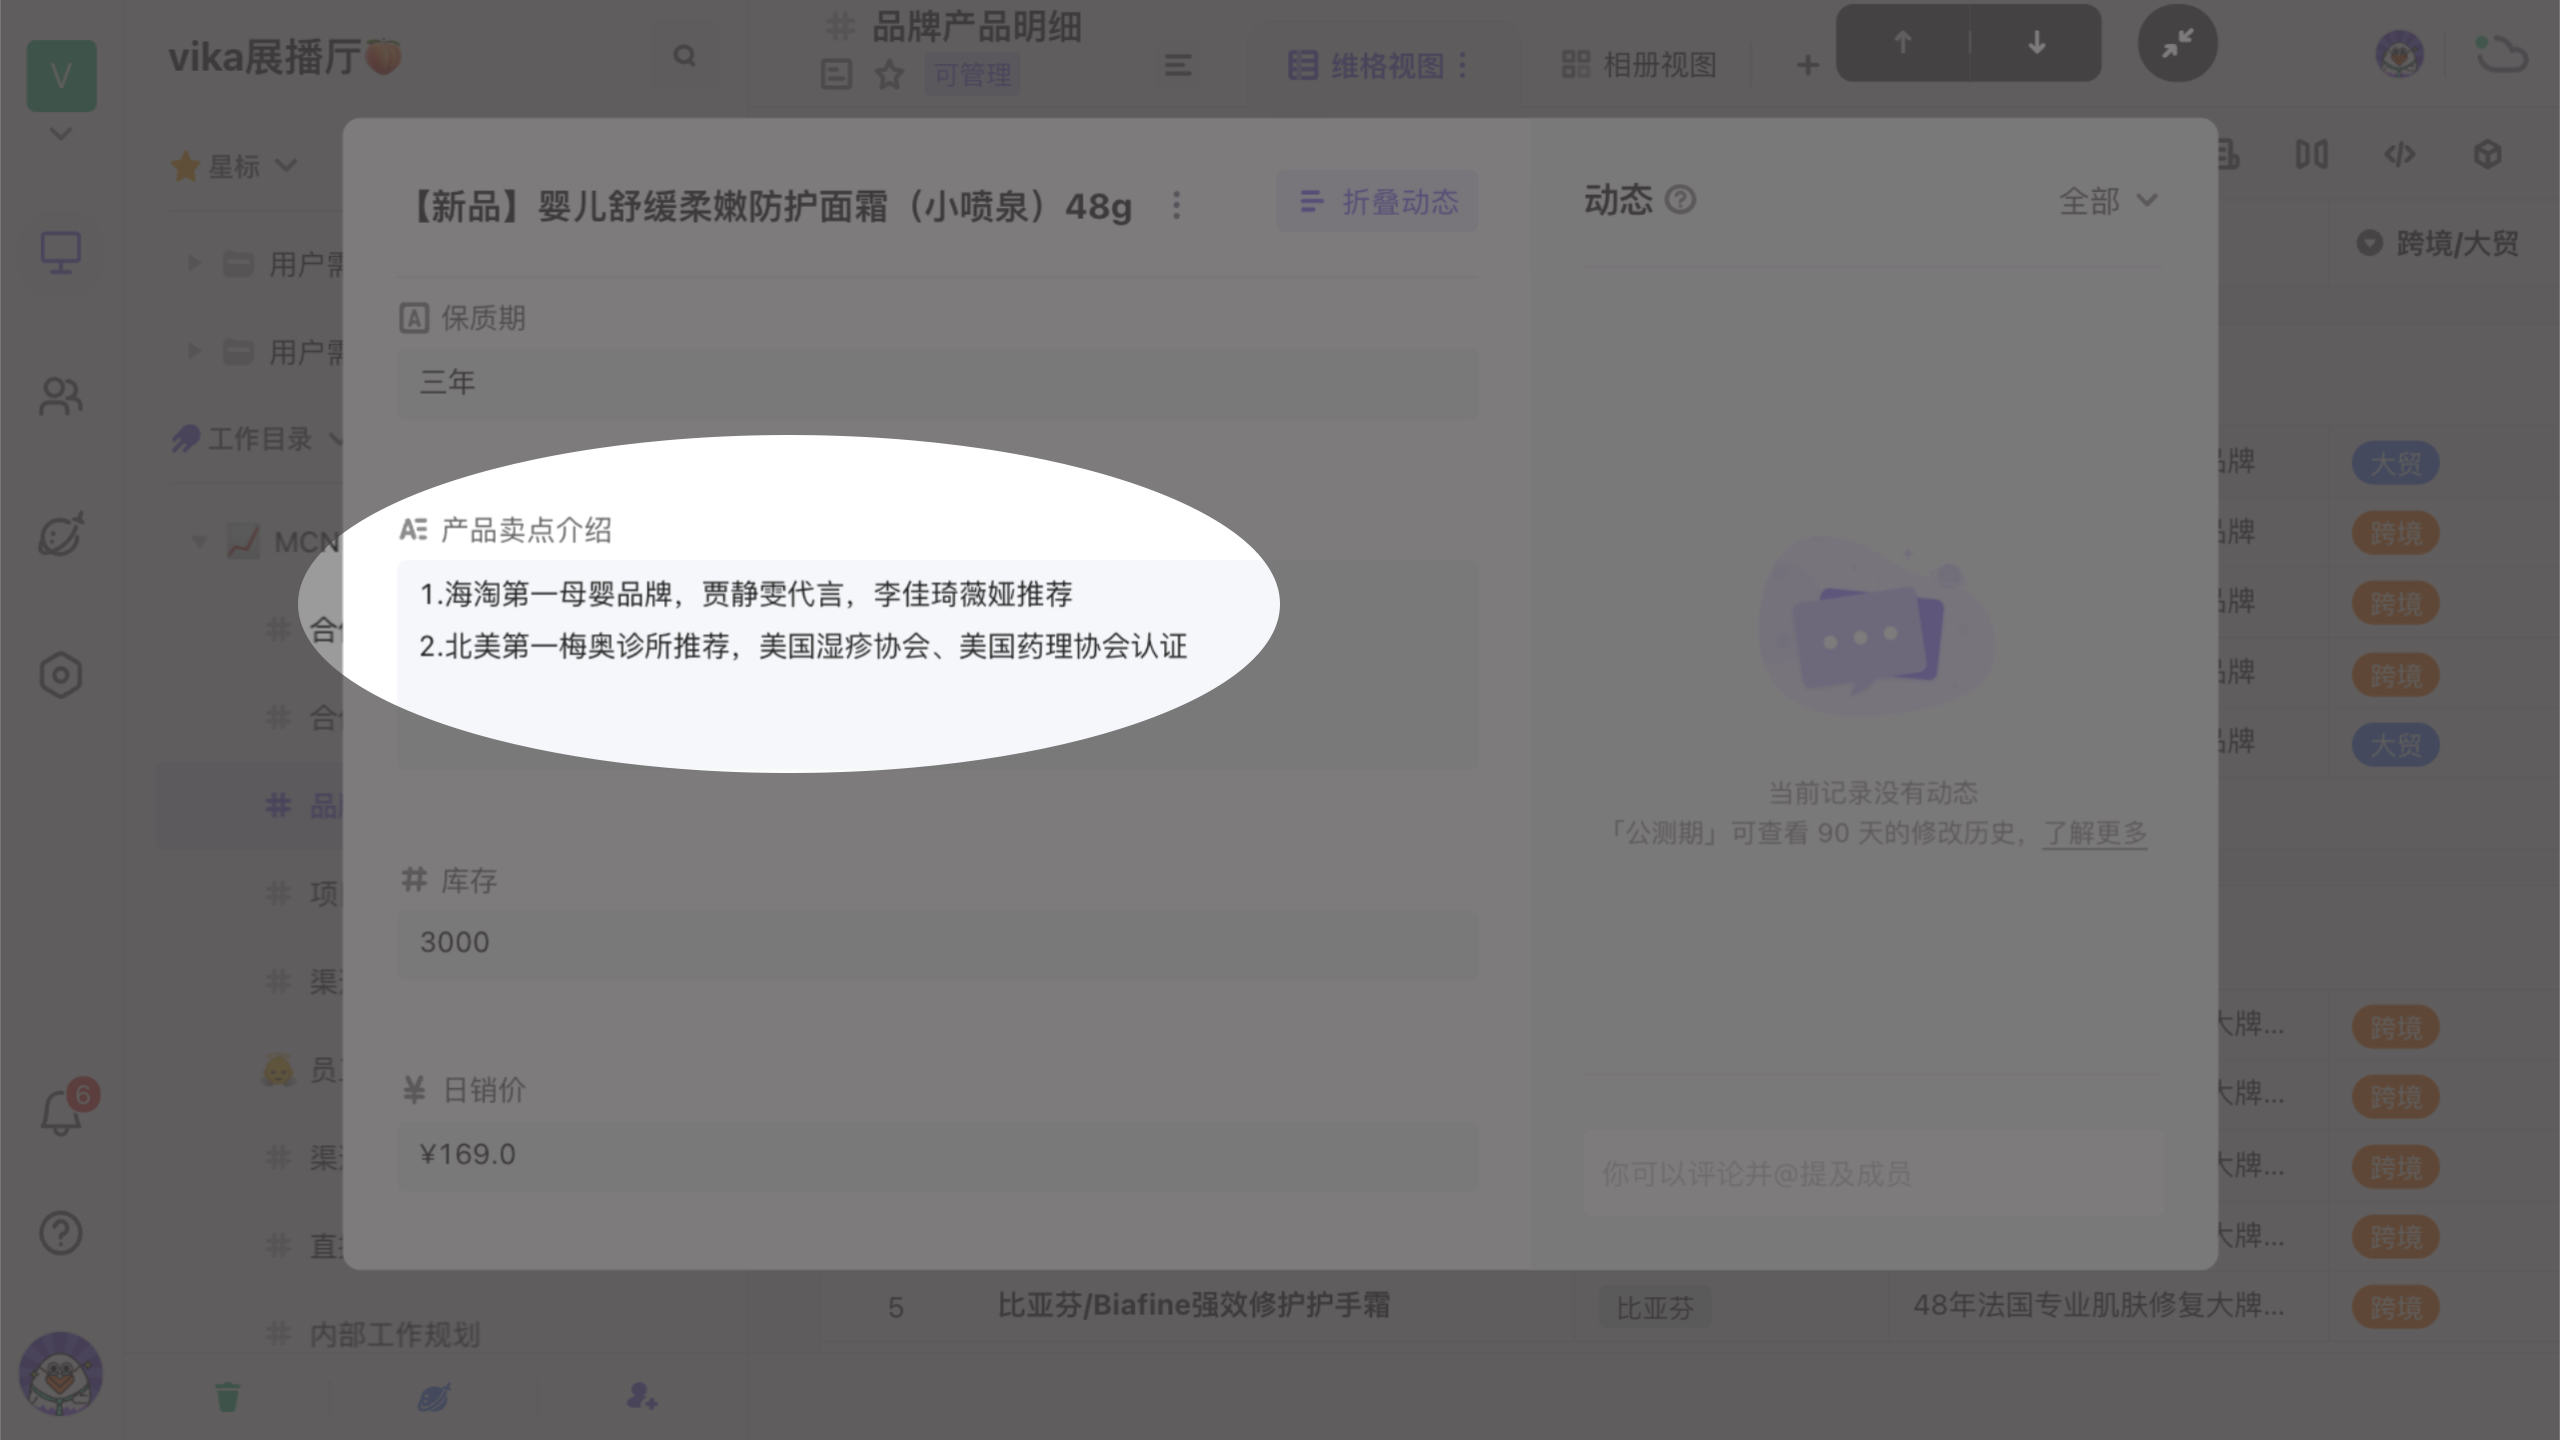 V
vika展播厅🍑
星标
用户需
用户需
工作目录
MCN
合作
合
品牌
项
渠道
员工
渠道
直播
内部工作规划
6
品牌产品明细
可管理
维格视图
相册视图
跨境/大贸
【新品】婴儿舒缓柔嫩防护面霜（小喷泉）48g
折叠动态
保质期
三年
产品卖点介绍
1.海淘第一母婴品牌，贾静雯代言，李佳琦薇娅推荐
2.北美第一梅奥诊所推荐，美国湿疹协会、美国药理协会认证
库存
3000
日销价
¥169.0
动态
全部
当前记录没有动态
「公测期」可查看 90 天的修改历史，了解更多
你可以评论并@提及成员
品牌 大贸
品牌 跨境
品牌 跨境
品牌 跨境
品牌 大贸
大牌... 跨境
大牌... 跨境
大牌... 跨境
大牌... 跨境
5 比亚芬/Biafine强效修护护手霜 比亚芬 48年法国专业肌肤修复大牌... 跨境